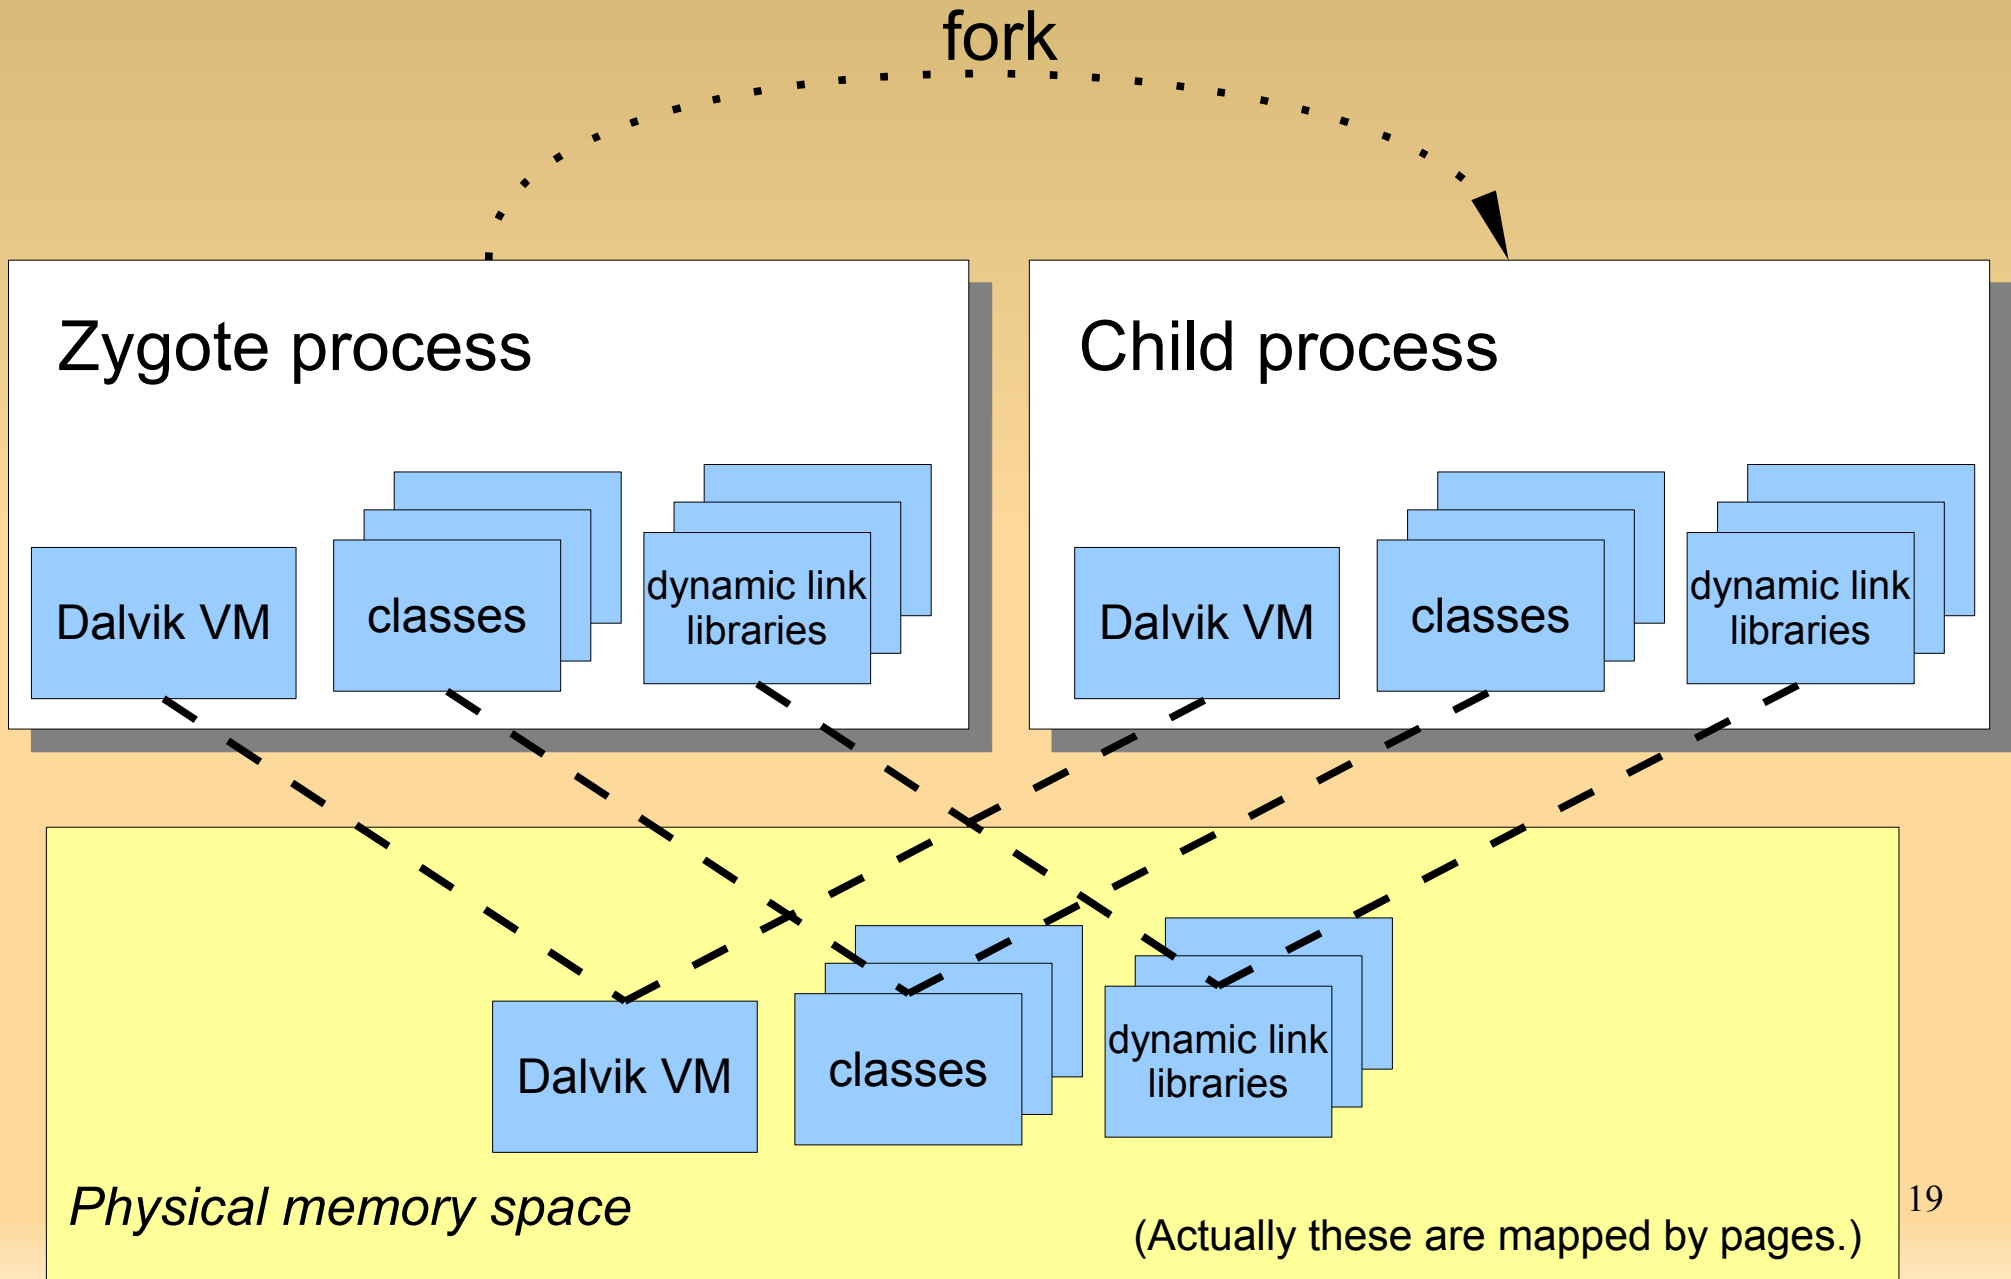 fork
Zygote process
Child process
Dalvik VM
classes
dynamic link
libraries
Dalvik VM
classes
dynamic link
libraries
Dalvik VM
classes
dynamic link
libraries
Physical memory space
(Actually these are mapped by pages.)
19